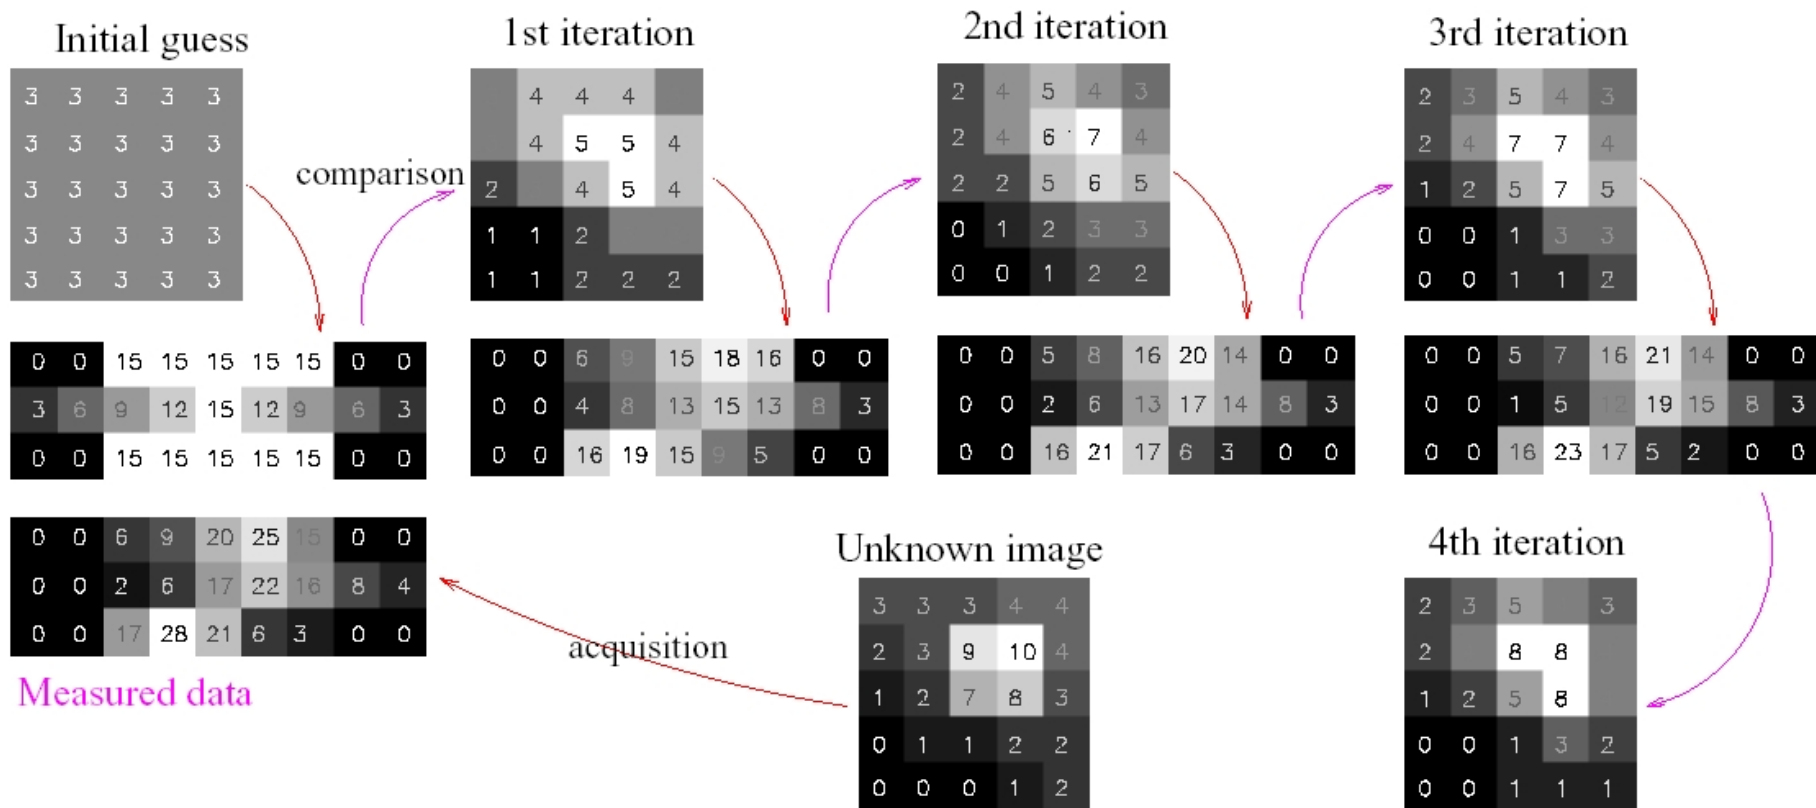 Initial guess
3 3 3 3 3
3 3 3 3 3
3 3 3 3 3
3 3 3 3 3
3 3 3 3 3
comparison
1st iteration
4 4 4
4 5 5 4
2 4 5 4
1 1 2
1 1 2 2 2
2nd iteration
2 4 5 4 3
2 4 6 7 4
2 2 5 6 5
0 1 2 3 3
0 0 1 2 2
3rd iteration
2 3 5 4 3
2 4 7 7 4
1 2 5 7 5
0 0 1 3 3
0 0 1 1 2
0 0 15 15 15 15 15 0 0
3 6 9 12 15 12 9 6 3
0 0 15 15 15 15 15 0 0
0 0 6 9 15 18 16 0 0
0 0 4 8 13 15 13 8 3
0 0 16 19 15 9 5 0 0
0 0 5 8 16 20 14 0 0
0 0 2 6 13 17 14 8 3
0 0 16 21 17 6 3 0 0
0 0 5 7 16 21 14 0 0
0 0 1 5 12 19 15 8 3
0 0 16 23 17 5 2 0 0
0 0 6 9 20 25 15 0 0
0 0 2 6 17 22 16 8 4
0 0 17 28 21 6 3 0 0
Measured data
acquisition
Unknown image
3 3 3 4 4
2 3 9 10 4
1 2 7 8 3
0 1 1 2 2
0 0 0 1 2
4th iteration
2 3 5 3
2 8 8
1 2 5 8
0 0 1 3 2
0 0 1 1 1